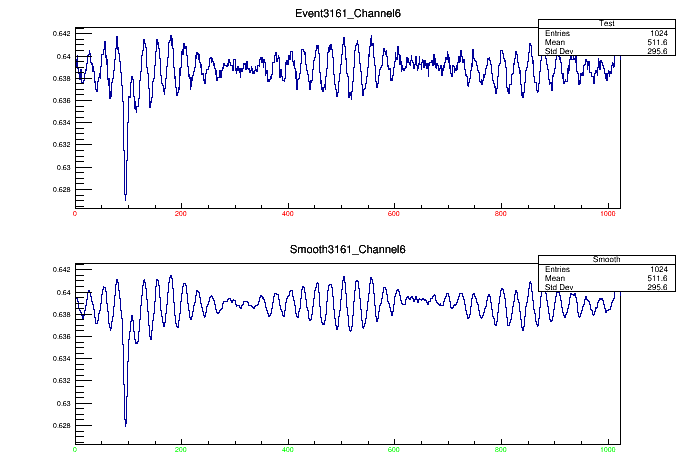 Event3161_Channel6
Test
Entries 1024
Mean 511.6
Std Dev 295.6
0.642
0.64
0.638
0.636
0.634
0.632
0.63
0.628
0 200 400 600 800 1000
Smooth3161_Channel6
Smooth
Entries 1024
Mean 511.6
Std Dev 295.6
0.642
0.64
0.638
0.636
0.634
0.632
0.63
0.628
0 200 400 600 800 1000